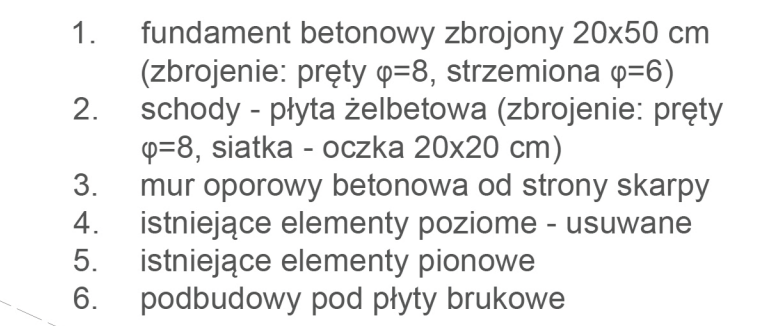 1. fundament betonowy zbrojony 20x50 cm
(zbrojenie: pręty φ=8, strzemiona φ=6)
2. schody - płyta żelbetowa (zbrojenie: pręty
φ=8, siatka - oczka 20x20 cm)
3. mur oporowy betonowa od strony skarpy
4. istniejące elementy poziome - usuwane
5. istniejące elementy pionowe
6. podbudowy pod płyty brukowe